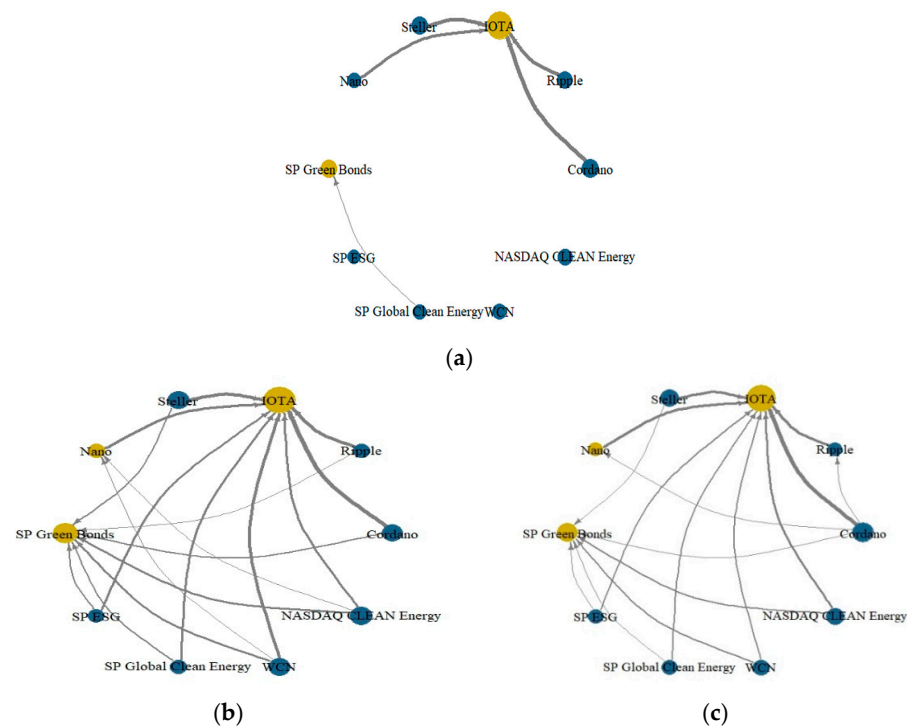 Steller
IOTA
Nano
Ripple
SP Green Bonds
Cordano
SP ESG
NASDAQ CLEAN Energy
SP Global Clean Energy
WCN
(a)
Steller
IOTA
Nano
Ripple
SP Green Bonds
Cordano
SP ESG
NASDAQ CLEAN Energy
SP Global Clean Energy
WCN
(b)
Steller
IOTA
Nano
Ripple
SP Green Bonds
Cordano
SP ESG
NASDAQ CLEAN Energy
SP Global Clean Energy
WCN
(c)